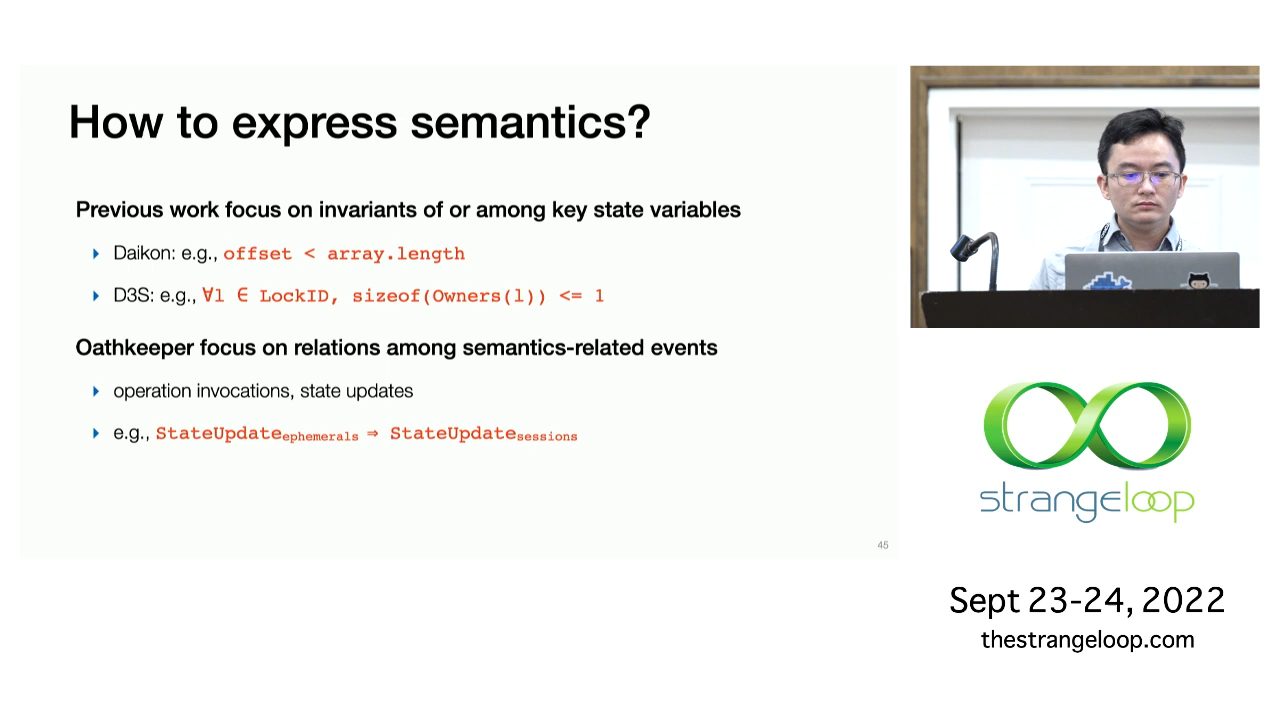 How to express semantics?
Previous work focus on invariants of or among key state variables
Daikon: e.g., offset < array.length
D3S: e.g., ∀l ∈ LockID, sizeof(Owners(l)) <= 1
Oathkeeper focus on relations among semantics-related events
operation invocations, state updates
e.g., StateUpdateephemerals ⇒ StateUpdatesessions
45
strangeloop
Sept 23-24, 2022
thestrangeloop.com